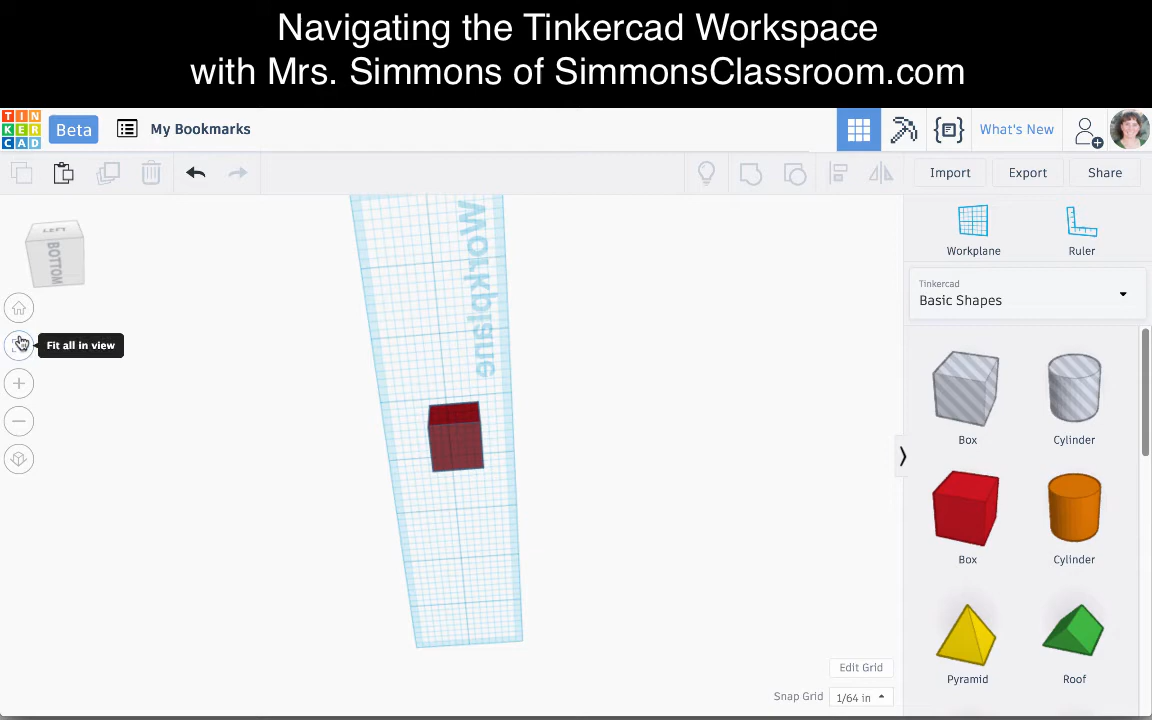 Navigating the Tinkercad Workspace
with Mrs. Simmons of SimmonsClassroom.com
TIN
KER
CAD
Beta
My Bookmarks
What's New
Import
Export
Share
LEFT
BOTTOM
Workplane
Fit all in view
Workplane
Ruler
Tinkercad
Basic Shapes
Box
Cylinder
Box
Cylinder
Pyramid
Roof
Edit Grid
Snap Grid
1/64 in